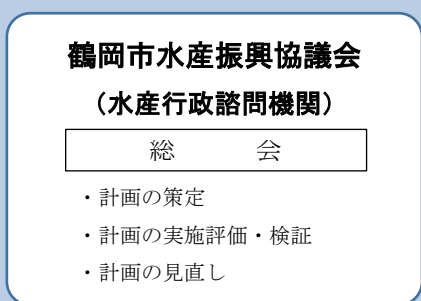 鶴岡市水産振興協議会
（水産行政諮問機関）
総　　会
・計画の策定
・計画の実施評価・検証
・計画の見直し